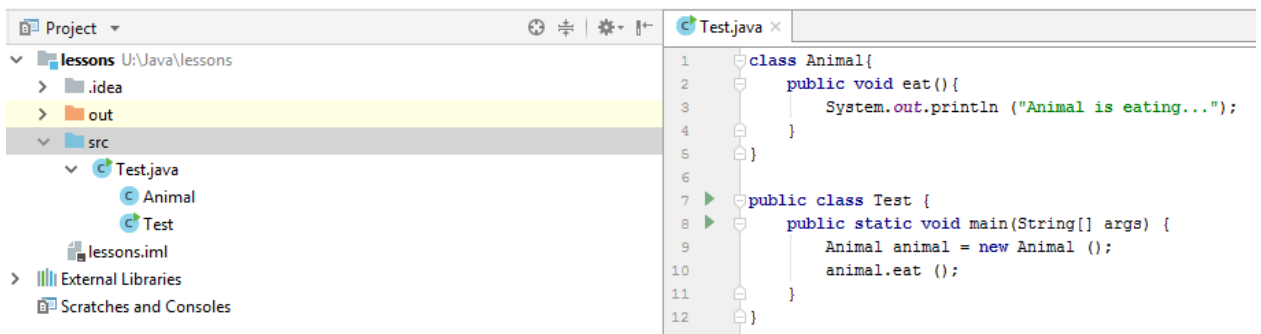 Project
lessons U:\Java\lessons
.idea
out
src
Test.java
Animal
Test
lessons.iml
External Libraries
Scratches and Consoles
Test.java
1 class Animal{
2 public void eat(){
3 System.out.println ("Animal is eating...");
4 }
5 }
6
7 public class Test {
8 public static void main(String[] args) {
9 Animal animal = new Animal ();
10 animal.eat ();
11 }
12 }